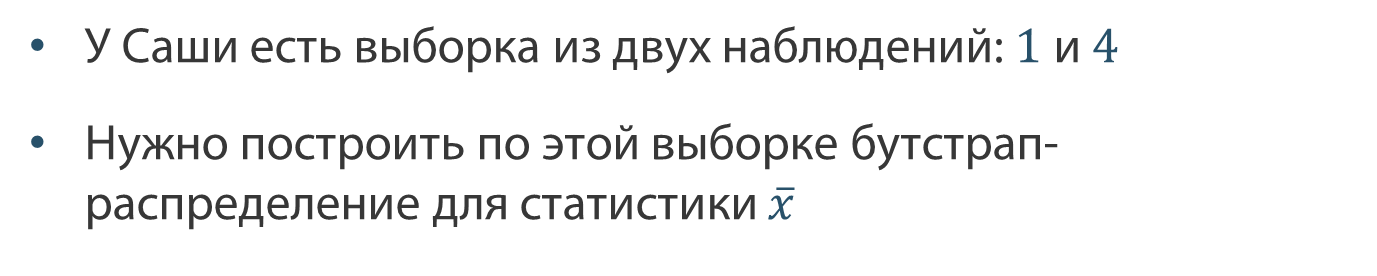 • У Саши есть выборка из двух наблюдений: 1 и 4
• Нужно построить по этой выборке бутстрап-
распределение для статистики x̄